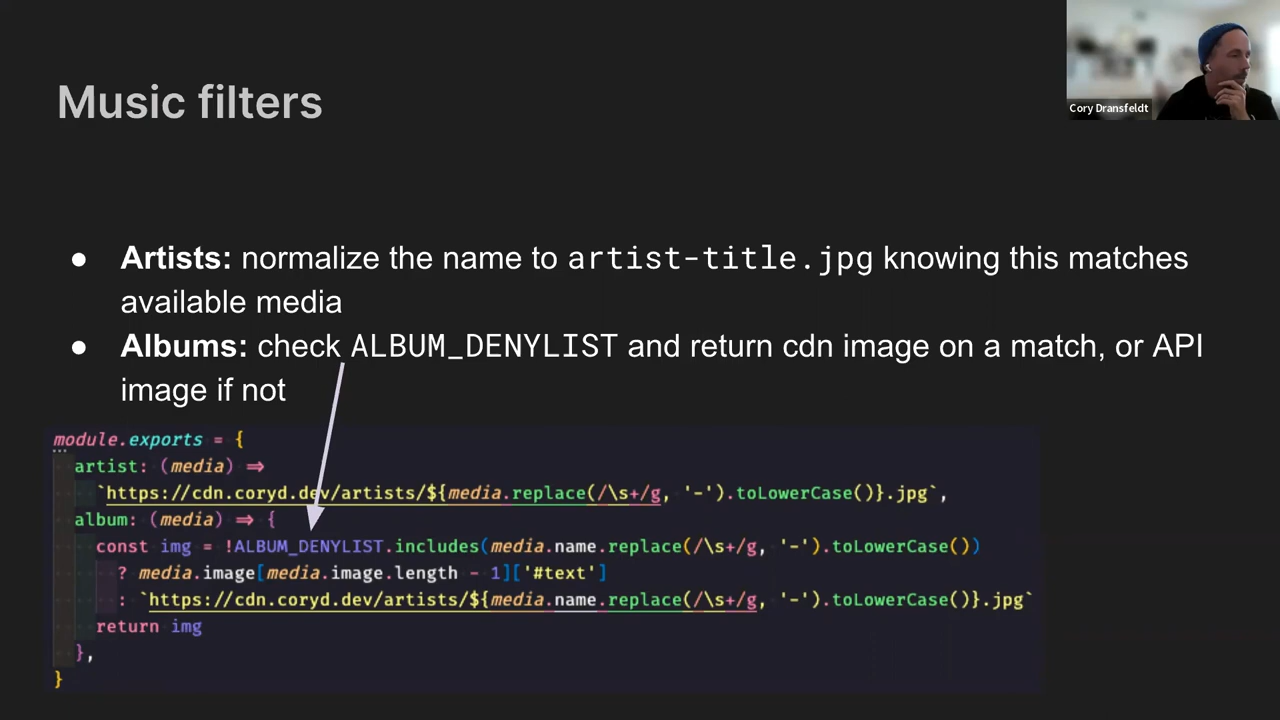 Music filters
Cory Dransfeldt
● Artists: normalize the name to artist-title.jpg knowing this matches
available media
● Albums: check ALBUM_DENYLIST and return cdn image on a match, or API
image if not
module.exports = {
artist: (media) ⇒
`https://cdn.coryd.dev/artists/${media.replace(/\s+/g, '-').toLowerCase()}.jpg`,
album: (media) ⇒ {
const img = !ALBUM_DENYLIST.includes(media.name.replace(/\s+/g, '-').toLowerCase())
? media.image[media.image.length - 1]['#text']
: `https://cdn.coryd.dev/artists/${media.name.replace(/\s+/g, '-').toLowerCase()}.jpg`
return img
},
}